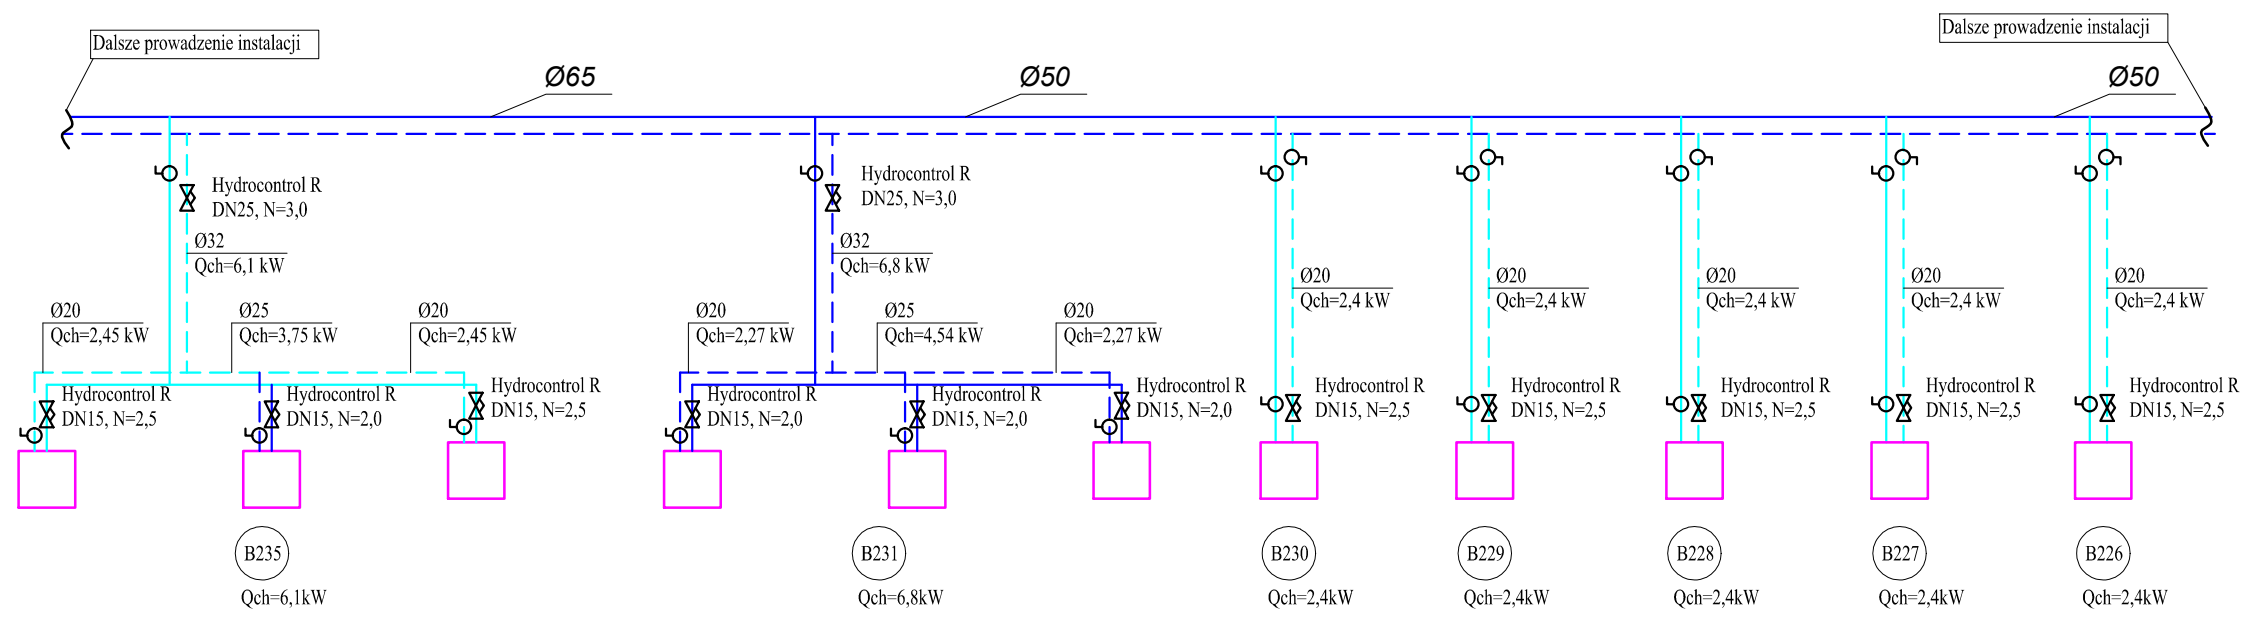 Dalsze prowadzenie instalacji
Dalsze prowadzenie instalacji
Ø65
Ø50
Ø50
Hydrocontrol R
DN25, N=3,0
Hydrocontrol R
DN25, N=3,0
Ø32
Qch=6,1 kW
Ø32
Qch=6,8 kW
Ø20
Qch=2,4 kW
Ø20
Qch=2,4 kW
Ø20
Qch=2,4 kW
Ø20
Qch=2,4 kW
Ø20
Qch=2,4 kW
Ø20
Qch=2,45 kW
Ø25
Qch=3,75 kW
Ø20
Qch=2,45 kW
Ø20
Qch=2,27 kW
Ø25
Qch=4,54 kW
Ø20
Qch=2,27 kW
Hydrocontrol R
DN15, N=2,5
Hydrocontrol R
DN15, N=2,0
Hydrocontrol R
DN15, N=2,5
Hydrocontrol R
DN15, N=2,0
Hydrocontrol R
DN15, N=2,0
Hydrocontrol R
DN15, N=2,0
Hydrocontrol R
DN15, N=2,5
Hydrocontrol R
DN15, N=2,5
Hydrocontrol R
DN15, N=2,5
Hydrocontrol R
DN15, N=2,5
Hydrocontrol R
DN15, N=2,5
B235
Qch=6,1kW
B231
Qch=6,8kW
B230
Qch=2,4kW
B229
Qch=2,4kW
B228
Qch=2,4kW
B227
Qch=2,4kW
B226
Qch=2,4kW